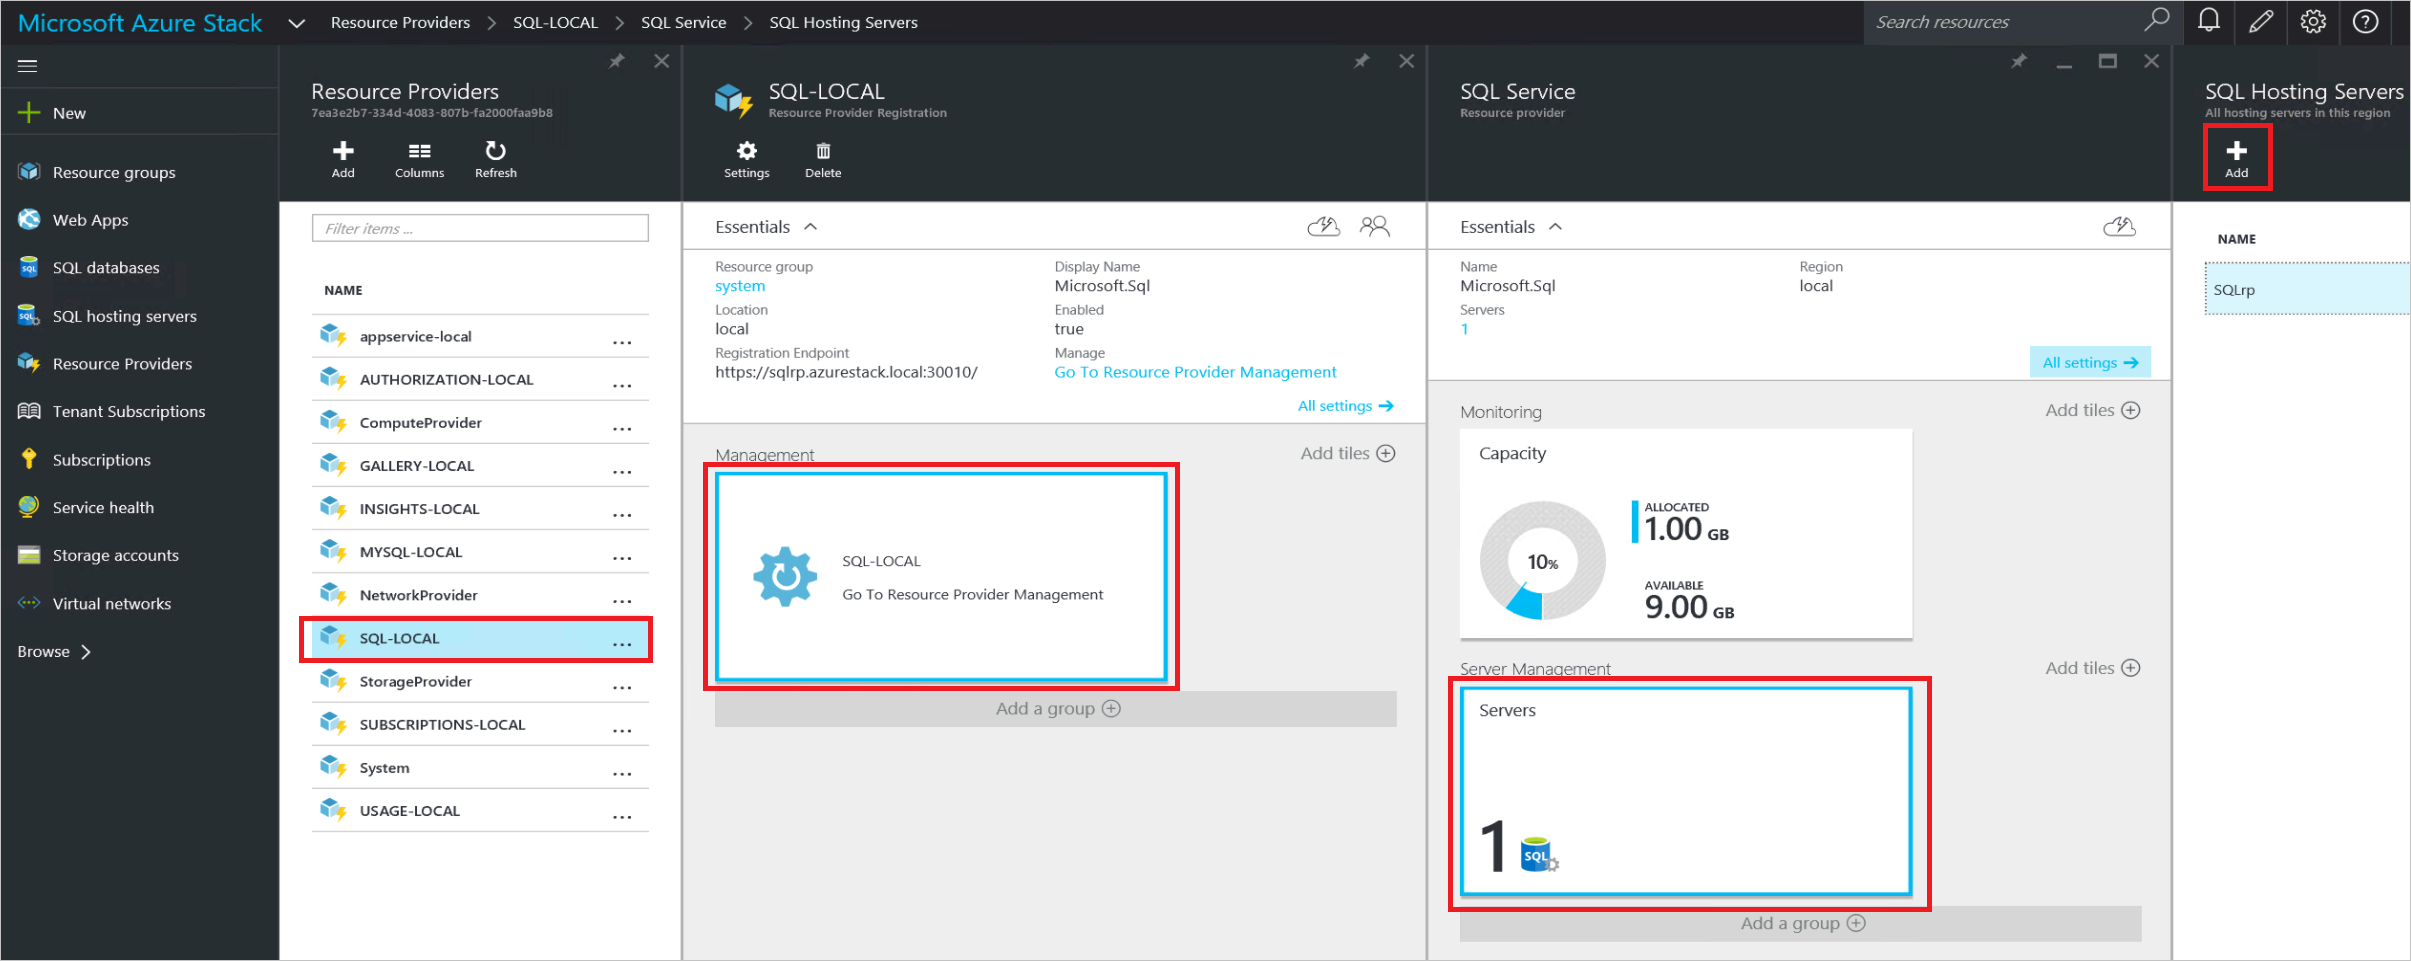 Microsoft Azure Stack
Resource Providers
SQL-LOCAL
SQL Service
SQL Hosting Servers
Search resources
New
Resource groups
Web Apps
SQL databases
SQL hosting servers
Resource Providers
Tenant Subscriptions
Subscriptions
Service health
Storage accounts
Virtual networks
Browse
Resource Providers
7ea3e2b7-334d-4083-807b-fa2000faa9b8
Add
Columns
Refresh
Filter items ...
NAME
appservice-local ...
AUTHORIZATION-LOCAL ...
ComputeProvider ...
GALLERY-LOCAL ...
INSIGHTS-LOCAL ...
MYSQL-LOCAL ...
NetworkProvider ...
SQL-LOCAL ...
StorageProvider ...
SUBSCRIPTIONS-LOCAL ...
System ...
USAGE-LOCAL ...
SQL-LOCAL
Resource Provider Registration
Settings
Delete
Essentials
Resource group
system
Display Name
Microsoft.Sql
Location
local
Enabled
true
Registration Endpoint
https://sqlrp.azurestack.local:30010/
Manage
Go To Resource Provider Management
All settings
Management
Add tiles
SQL-LOCAL
Go To Resource Provider Management
Add a group
SQL Service
Resource provider
Essentials
Name
Microsoft.Sql
Region
local
Servers
1
All settings
Monitoring
Add tiles
Capacity
10%
ALLOCATED
1.00 GB
AVAILABLE
9.00 GB
Server Management
Add tiles
Servers
1
SQL
Add a group
SQL Hosting Servers
All hosting servers in this region
Add
NAME
SQLrp